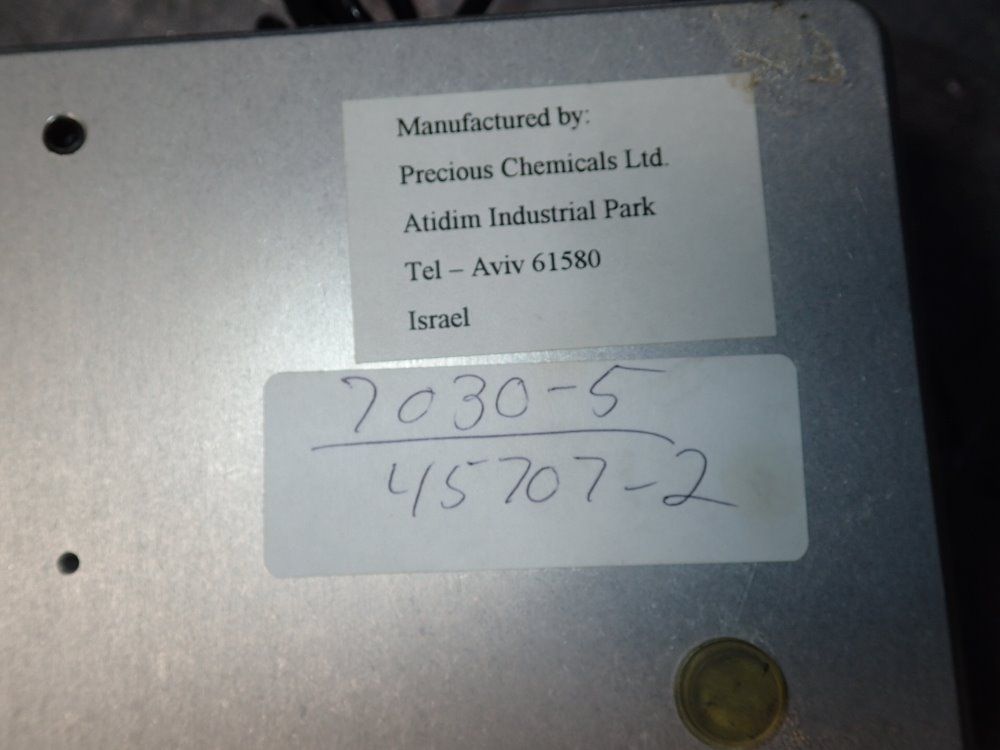 Manufactured by:
Precious Chemicals Ltd.
Atidim Industrial Park
Tel – Aviv 61580
Israel
7030-5
45707-2